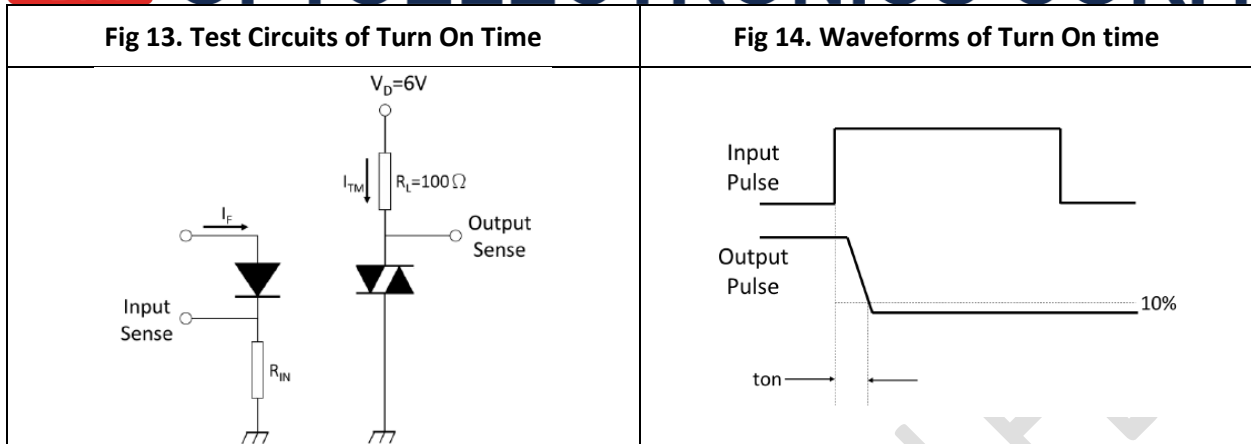 Fig 13. Test Circuits of Turn On Time
Fig 14. Waveforms of Turn On time
V_D=6V
I_TM
R_L=100Ω
I_F
Output
Sense
Input
Sense
R_IN
Input
Pulse
Output
Pulse
10%
ton